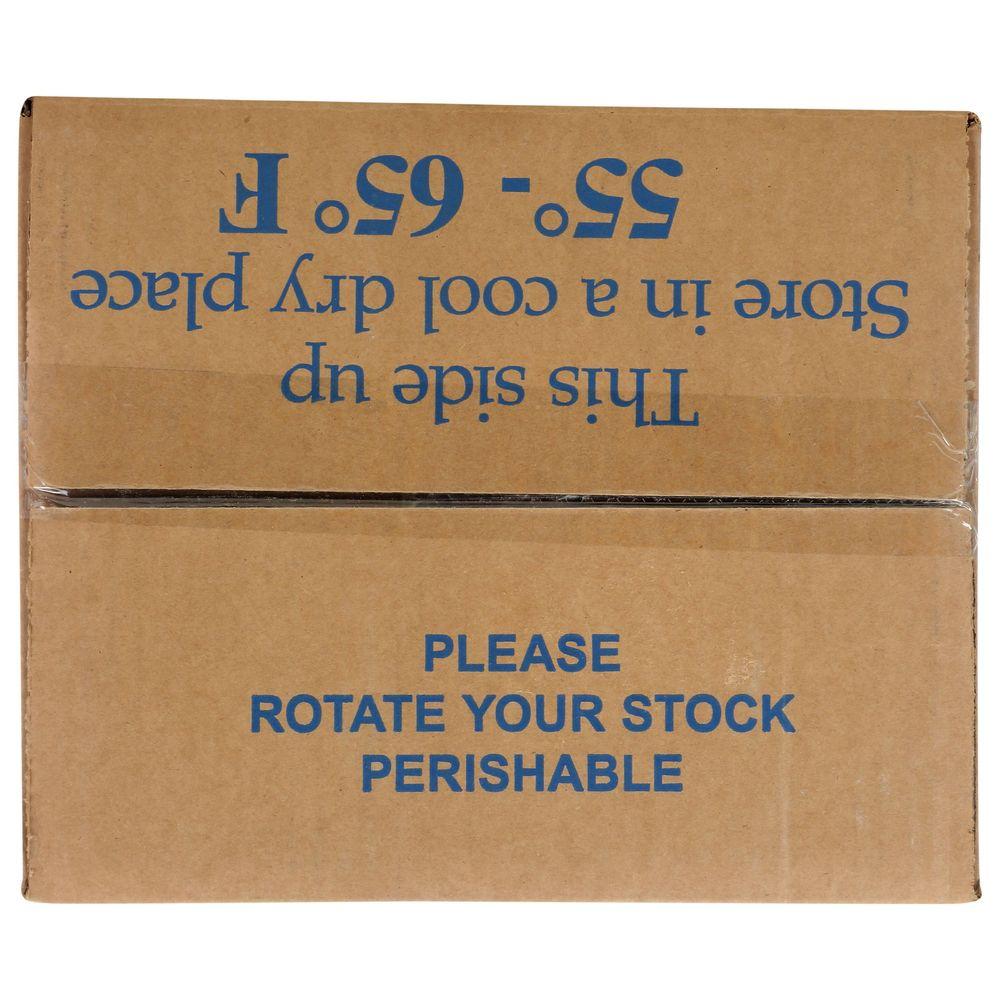 This side up
Store in a cool dry place
55° - 65° F
PLEASE
ROTATE YOUR STOCK
PERISHABLE